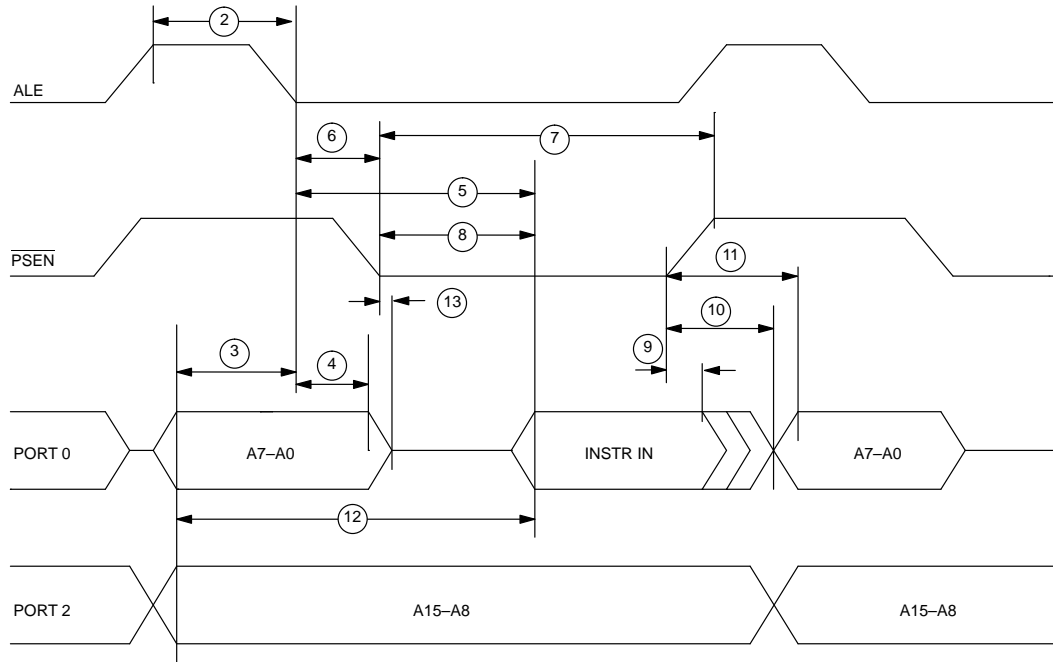 2
ALE
6
7
5
PSEN
8
11
13
10
3
4
9
PORT 0
A7–A0
INSTR IN
A7–A0
12
PORT 2
A15–A8
A15–A8